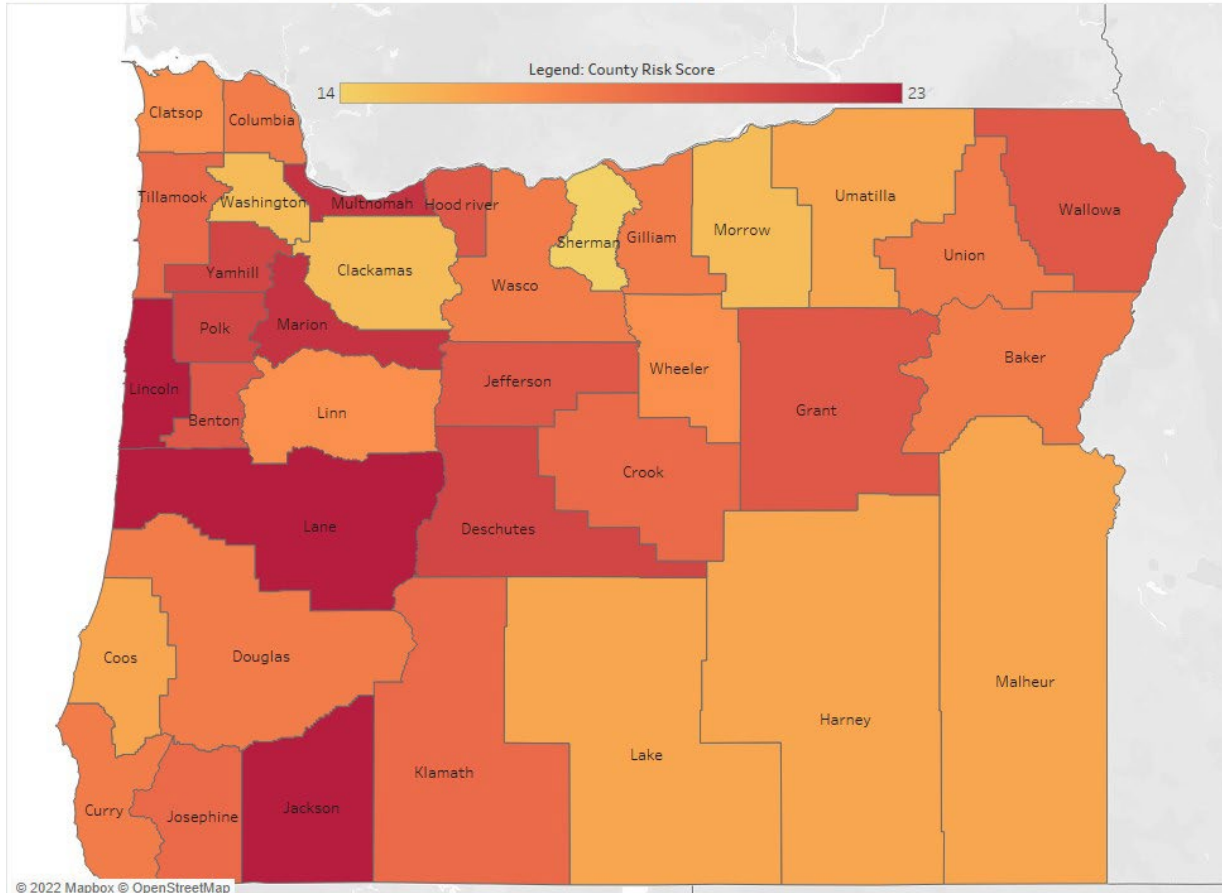 Legend: County Risk Score
14
23
Clatsop
Columbia
Tillamook
Washington
Multnomah
Hood river
Sherman
Gilliam
Morrow
Umatilla
Wallowa
Union
Yamhill
Clackamas
Wasco
Polk
Marion
Lincoln
Benton
Linn
Jefferson
Wheeler
Grant
Baker
Crook
Lane
Deschutes
Coos
Douglas
Malheur
Harney
Lake
Klamath
Curry
Josephine
Jackson
© 2022 Mapbox © OpenStreetMap